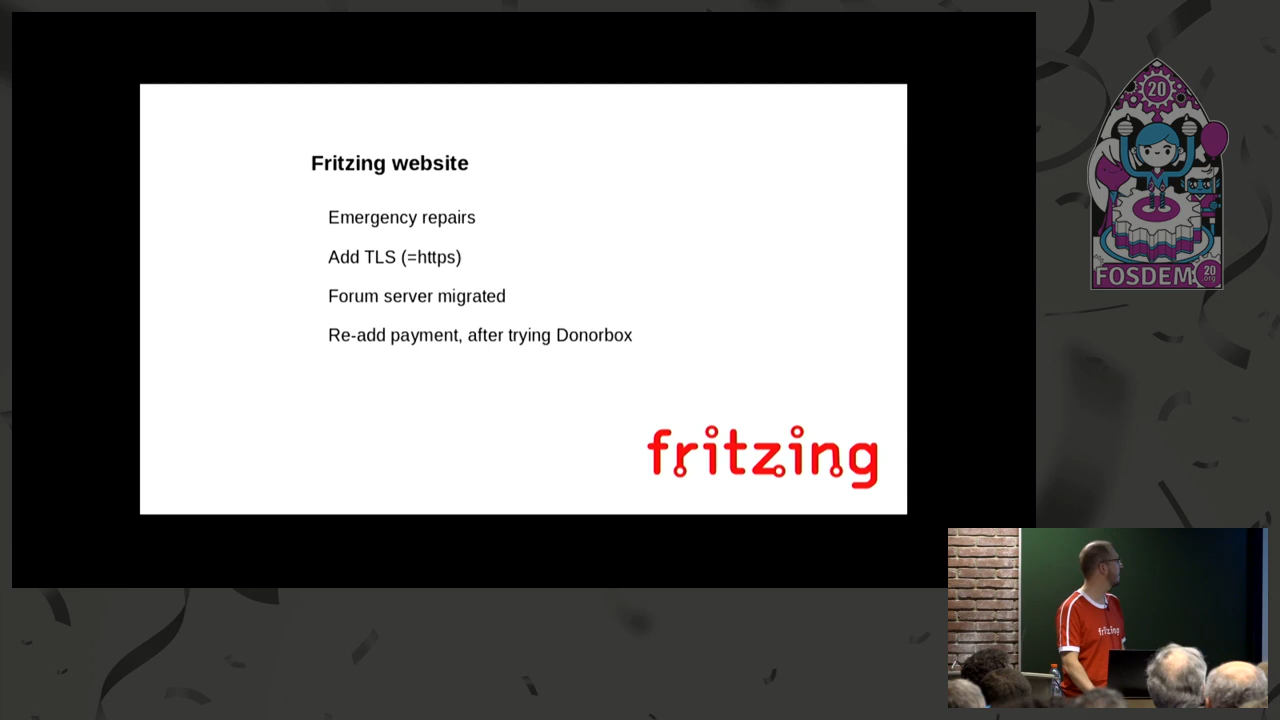 Fritzing website
Emergency repairs
Add TLS (=https)
Forum server migrated
Re-add payment, after trying Donorbox
fritzing
20
FOSDEM
20
.org
fritzing